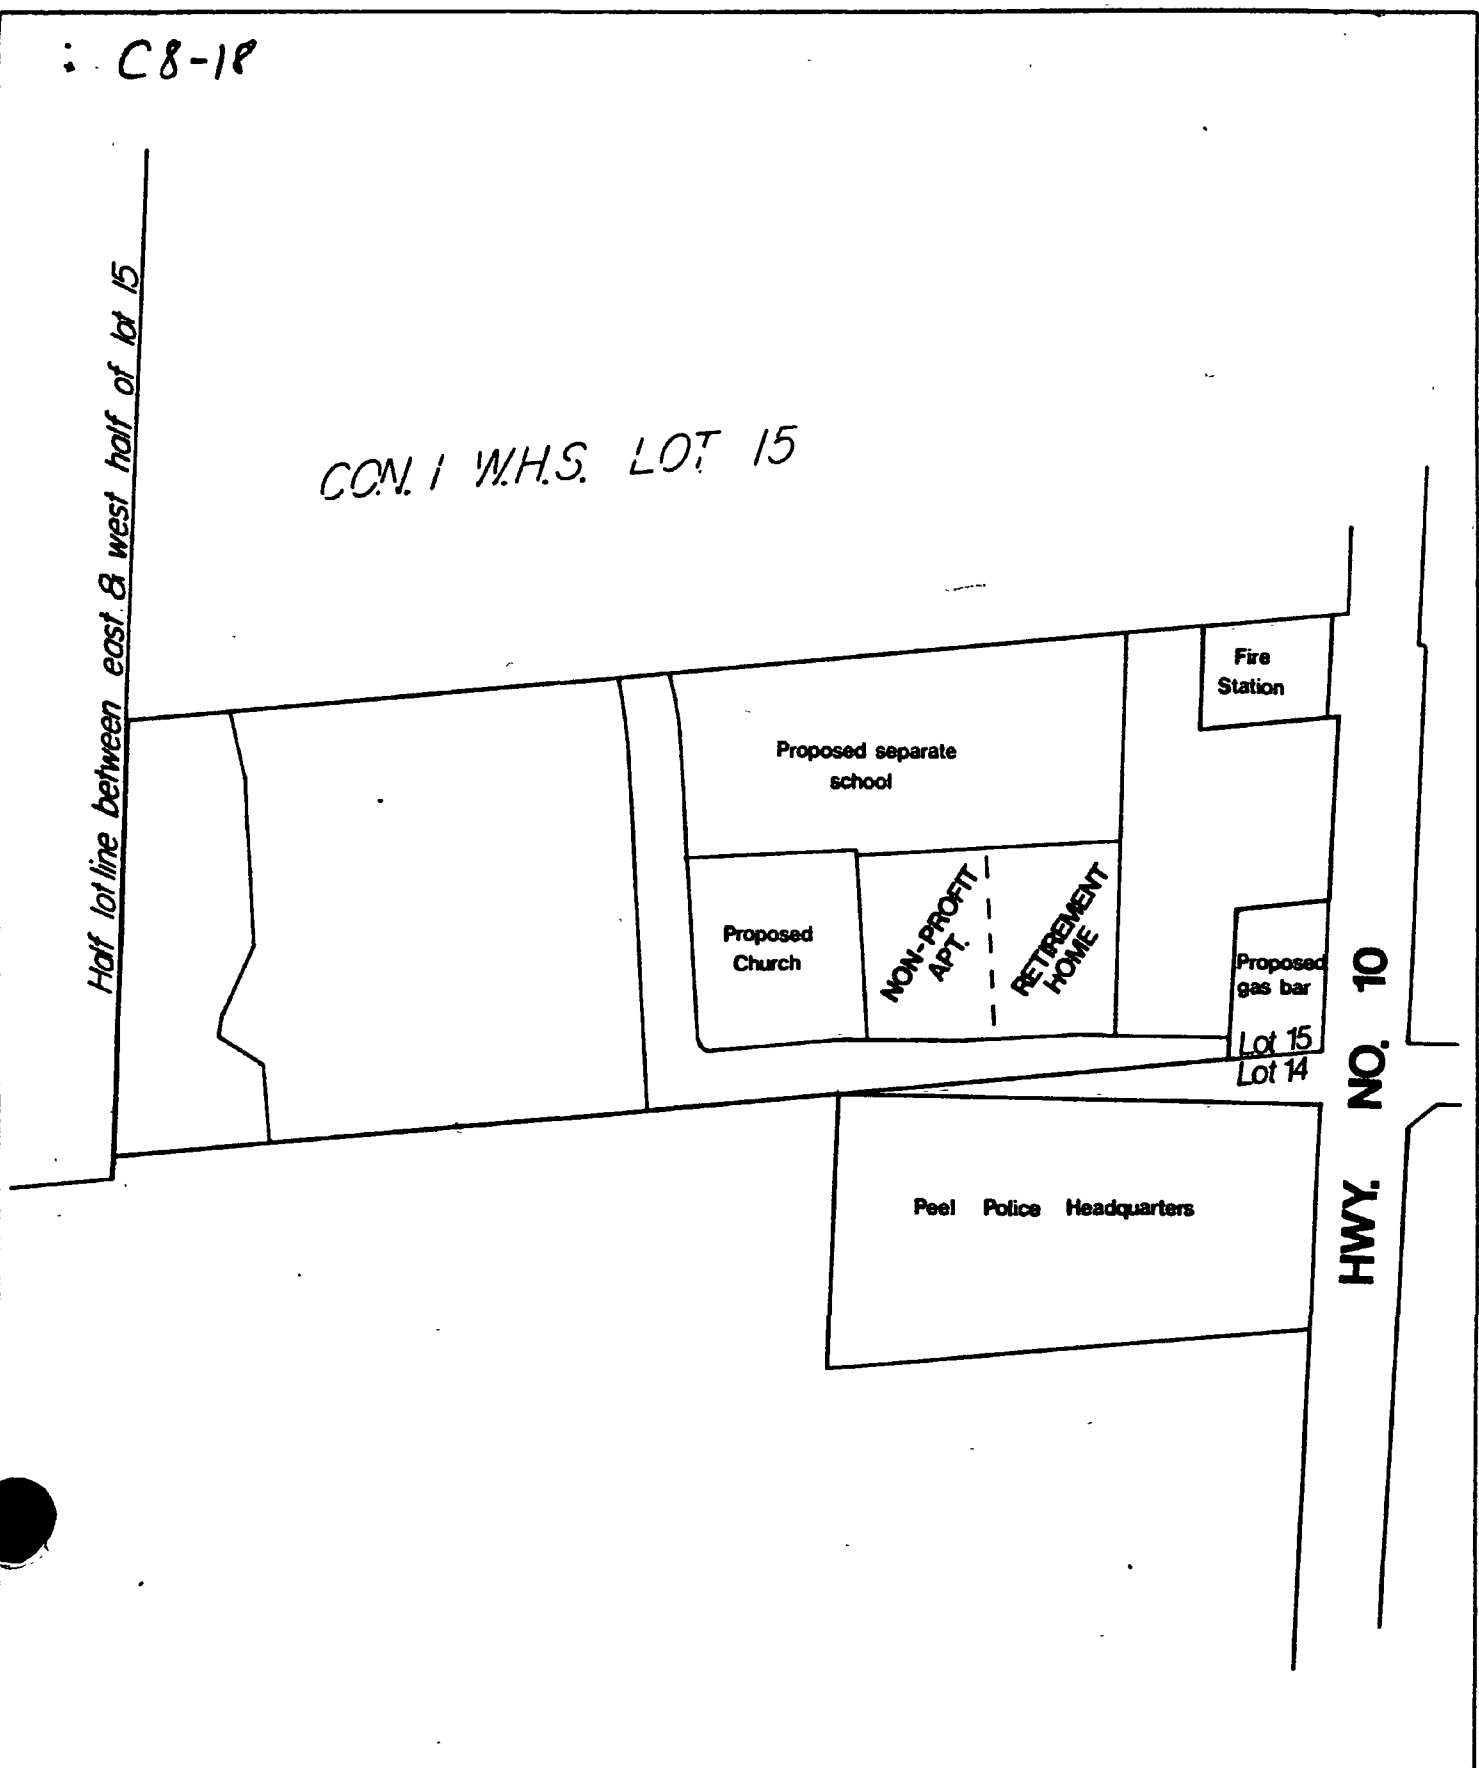 : C8-18
Half lot line between east & west half of lot 15
CON. 1 W.H.S. LOT 15
Fire
Station
Proposed separate
school
Proposed
Church
NON-PROFIT
APT.
RETIREMENT
HOME
Proposed
gas bar
Lot 15
Lot 14
HWY. NO. 10
Peel Police Headquarters